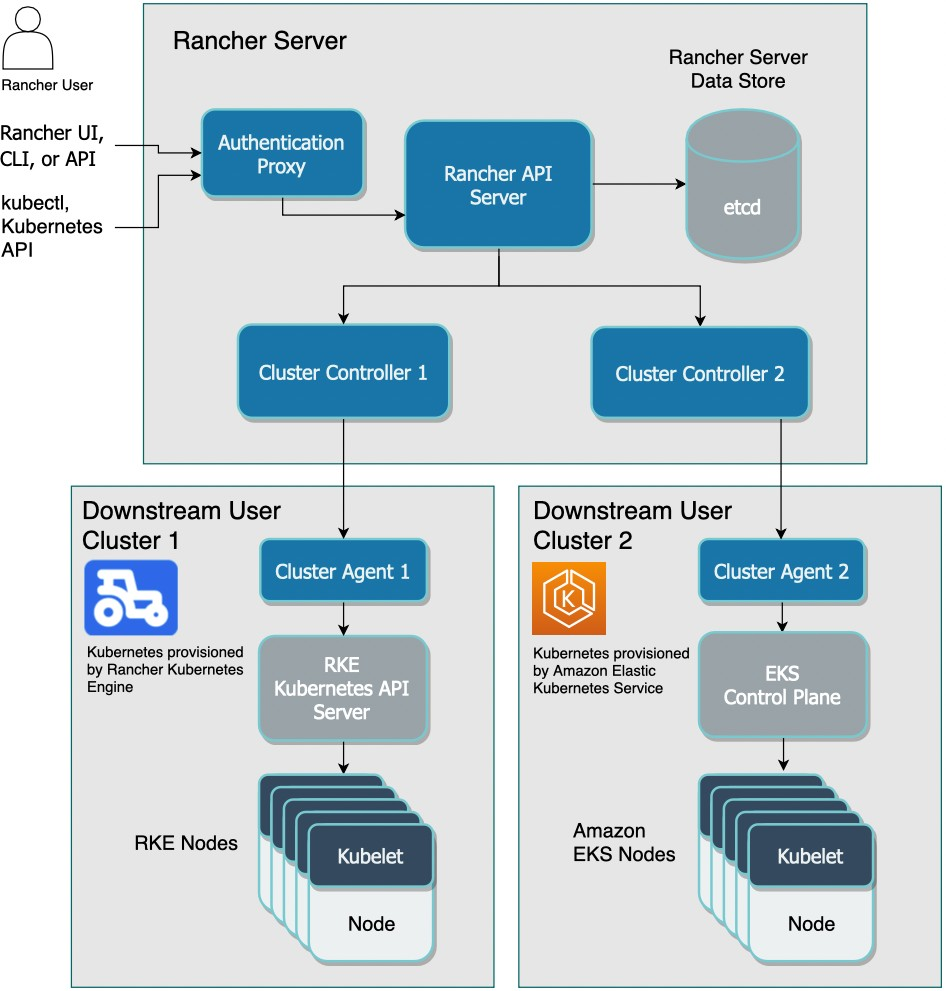 Rancher User
Rancher UI,
CLI, or API
kubectl,
Kubernetes
API
Rancher Server
Authentication
Proxy
Rancher API
Server
Rancher Server
Data Store
etcd
Cluster Controller 1
Cluster Controller 2
Downstream User
Cluster 1
Kubernetes provisioned
by Rancher Kubernetes
Engine
Cluster Agent 1
RKE
Kubernetes API
Server
RKE Nodes
Kubelet
Node
Downstream User
Cluster 2
K
Kubernetes provisioned
by Amazon Elastic
Kubernetes Service
Cluster Agent 2
EKS
Control Plane
Amazon
EKS Nodes
Kubelet
Node